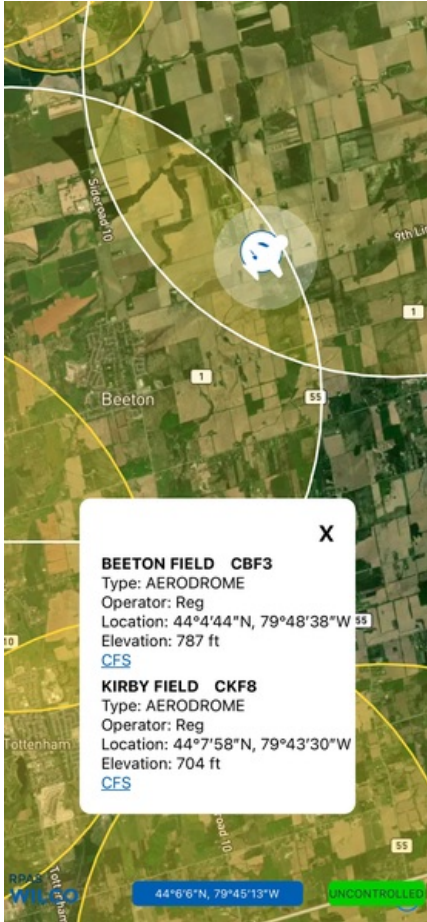 Sideroad 10
9th Li
1
1
Beeton
55
X
BEETON FIELD CBF3
Type: AERODROME
Operator: Reg
Location: 44°4'44"N, 79°48'38"W
55
Elevation: 787 ft
10
CFS
KIRBY FIELD CKF8
Type: AERODROME
Operator: Reg
Tottenham
Location: 44°7'58"N, 79°43'30"W
Elevation: 704 ft
CFS
road 10
55
RPAS
WILCO
Totten
44°6'6"N, 79°45'13"W
UNCONTROLLED